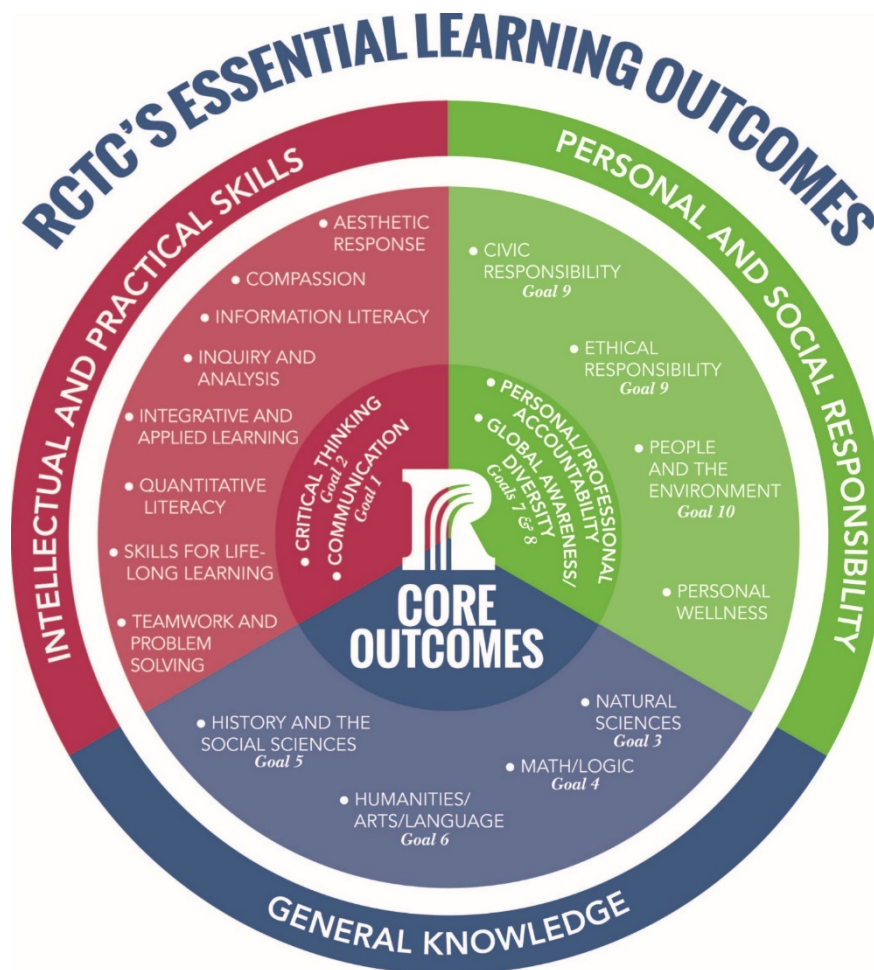 RCTC'S ESSENTIAL LEARNING OUTCOMES
INTELLECTUAL AND PRACTICAL SKILLS
• AESTHETIC
RESPONSE
• COMPASSION
• INFORMATION LITERACY
• INQUIRY AND
ANALYSIS
• INTEGRATIVE AND
APPLIED LEARNING
• QUANTITATIVE
LITERACY
• SKILLS FOR LIFE-
LONG LEARNING
• TEAMWORK AND
PROBLEM
SOLVING
• CRITICAL THINKING
Goal 2
• COMMUNICATION
Goal 1
PERSONAL AND SOCIAL RESPONSIBILITY
• CIVIC
RESPONSIBILITY
Goal 9
• ETHICAL
RESPONSIBILITY
Goal 9
• PEOPLE
AND THE
ENVIRONMENT
Goal 10
• PERSONAL
WELLNESS
• PERSONAL/PROFESSIONAL
ACCOUNTABILITY
• GLOBAL AWARENESS/
DIVERSITY
Goals 7 & 8
R
CORE
OUTCOMES
• HISTORY AND THE
SOCIAL SCIENCES
Goal 5
• HUMANITIES/
ARTS/LANGUAGE
Goal 6
• MATH/LOGIC
Goal 4
• NATURAL
SCIENCES
Goal 3
GENERAL KNOWLEDGE